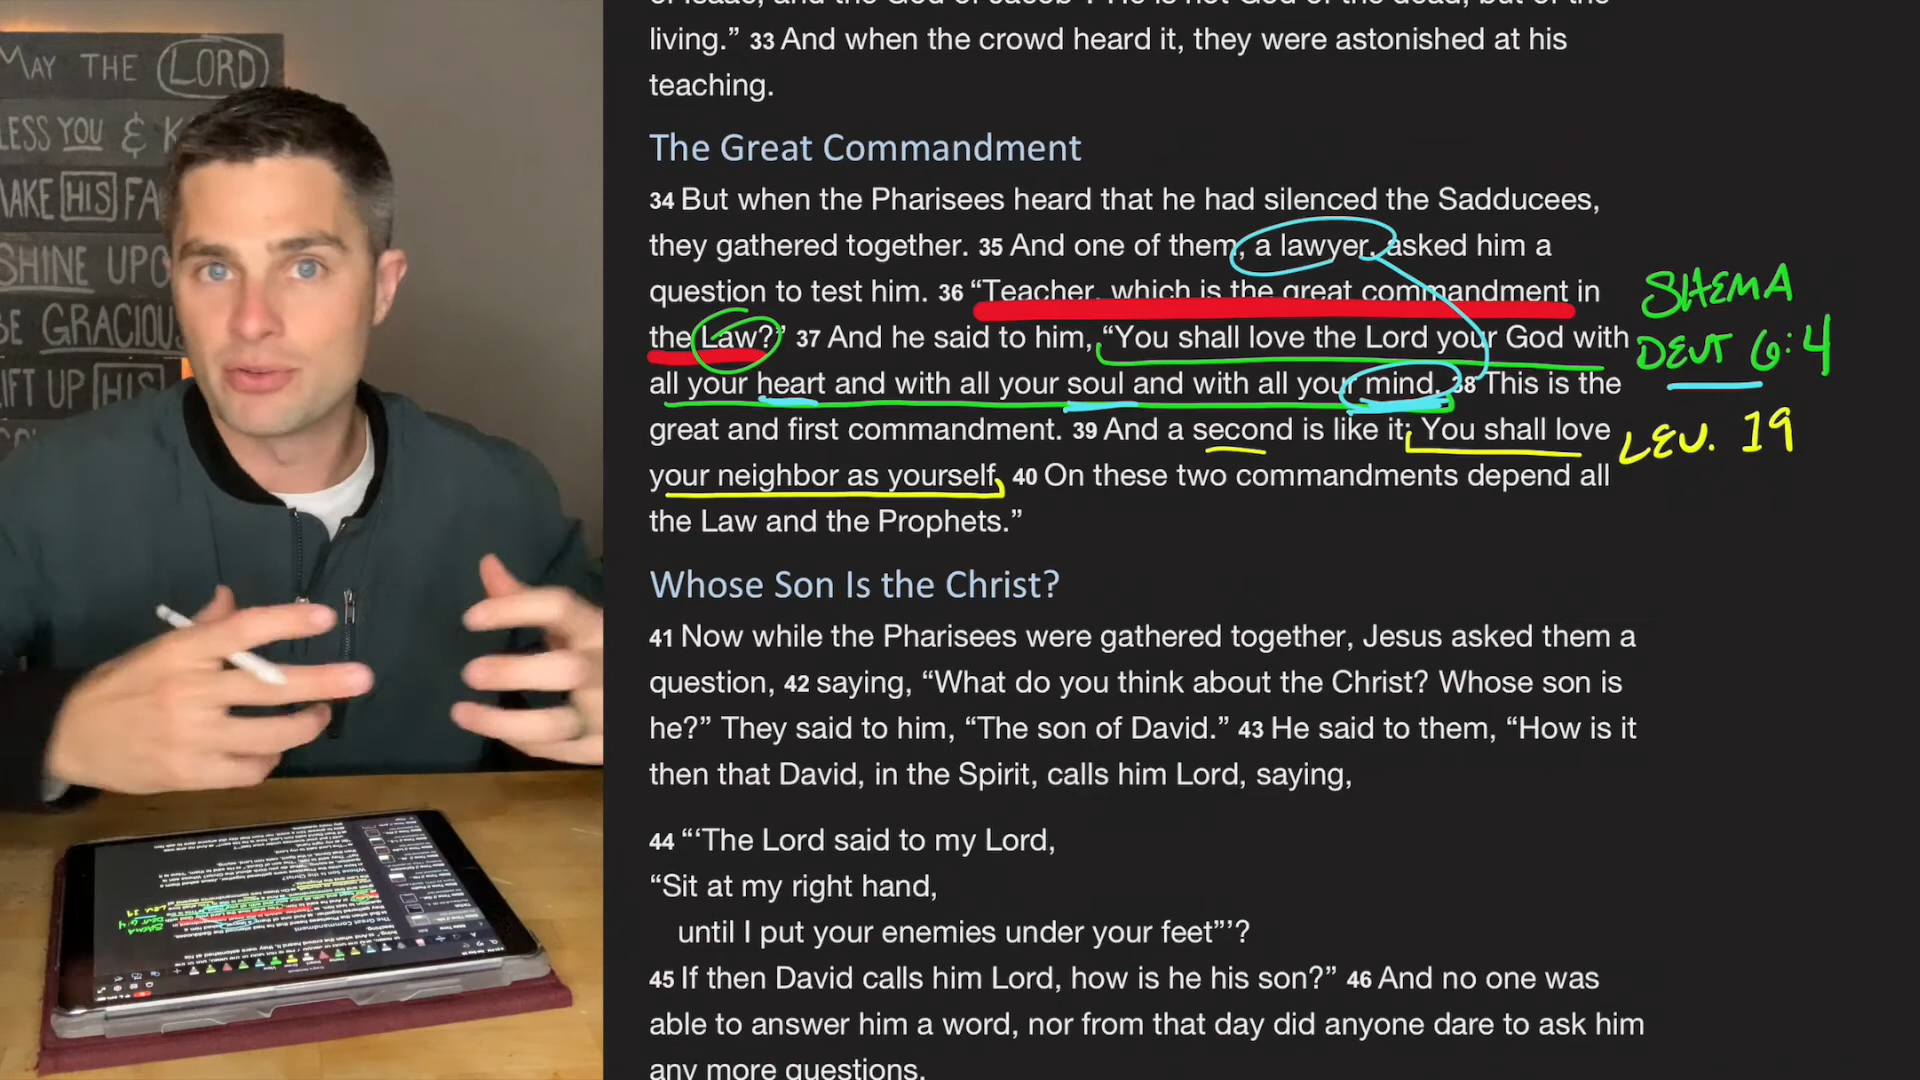 MAY THE LORD
LESS YOU & K
MAKE HIS FA
SHINE UPO
BE GRACIOUS
IFT UP HIS
living.” 33 And when the crowd heard it, they were astonished at his
teaching.
The Great Commandment
34 But when the Pharisees heard that he had silenced the Sadducees,
they gathered together. 35 And one of them, a lawyer, asked him a
question to test him. 36 “Teacher, which is the great commandment in
the Law?” 37 And he said to him, “You shall love the Lord your God with
all your heart and with all your soul and with all your mind. 38 This is the
great and first commandment. 39 And a second is like it: You shall love
your neighbor as yourself. 40 On these two commandments depend all
the Law and the Prophets.”
SHEMA
DEUT 6:4
LEV. 19
Whose Son Is the Christ?
41 Now while the Pharisees were gathered together, Jesus asked them a
question, 42 saying, “What do you think about the Christ? Whose son is
he?” They said to him, “The son of David.” 43 He said to them, “How is it
then that David, in the Spirit, calls him Lord, saying,
44 “‘The Lord said to my Lord,
“Sit at my right hand,
until I put your enemies under your feet”’?
45 If then David calls him Lord, how is he his son?” 46 And no one was
able to answer him a word, nor from that day did anyone dare to ask him
any more questions.